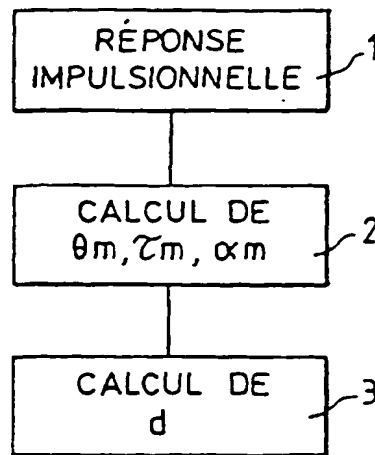 RÉPONSE
IMPULSIONNELLE
1
CALCUL DE
θm, τm, αm
2
CALCUL DE
d
3